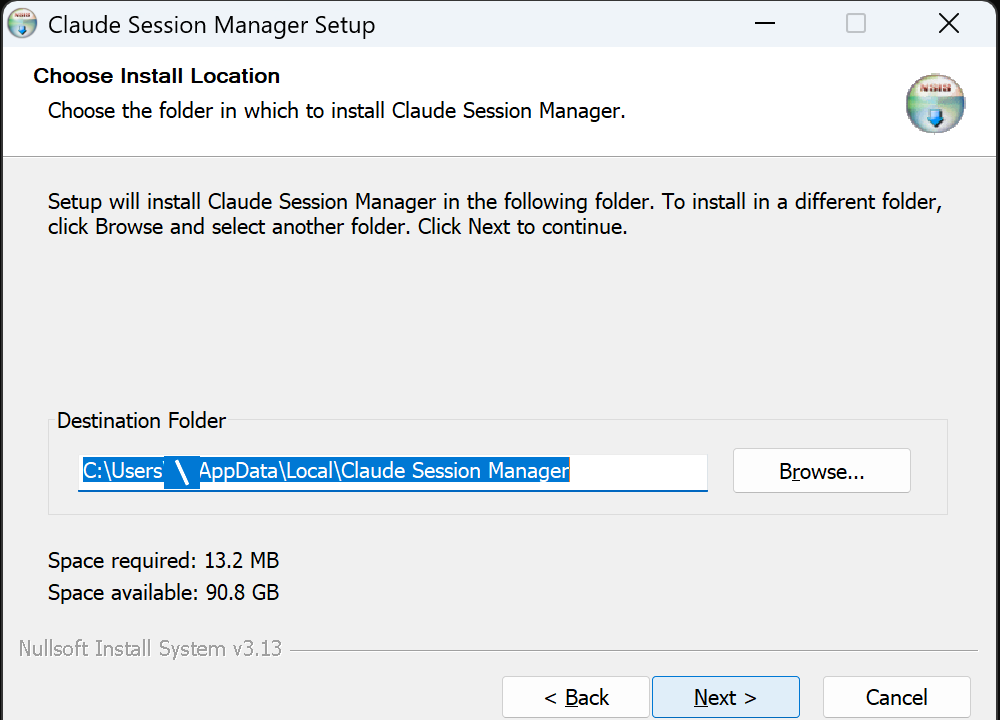 Claude Session Manager Setup
Choose Install Location
Choose the folder in which to install Claude Session Manager.
NSIS
Setup will install Claude Session Manager in the following folder. To install in a different folder,
click Browse and select another folder. Click Next to continue.
Destination Folder
C:\Users \ AppData\Local\Claude Session Manager
Browse...
Space required: 13.2 MB
Space available: 90.8 GB
Nullsoft Install System v3.13
< Back
Next >
Cancel